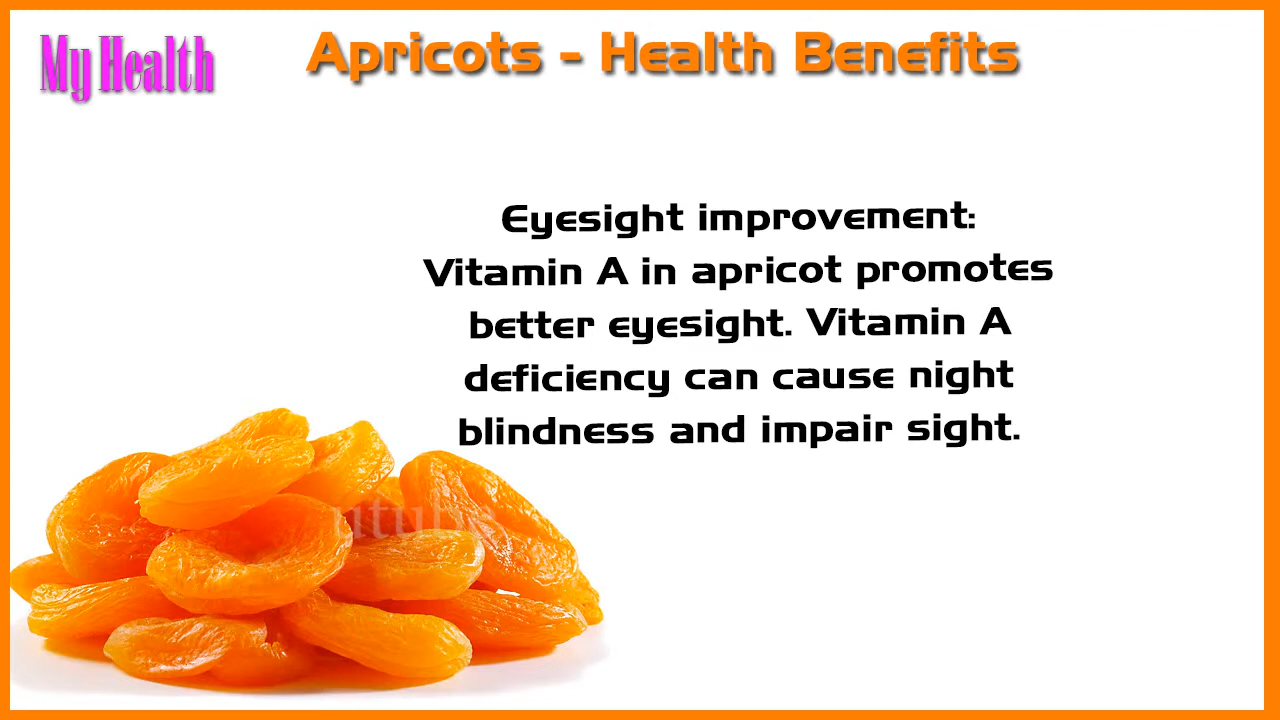 My Health
Apricots - Health Benefits
Eyesight improvement:
Vitamin A in apricot promotes
better eyesight. Vitamin A
deficiency can cause night
blindness and impair sight.
utube